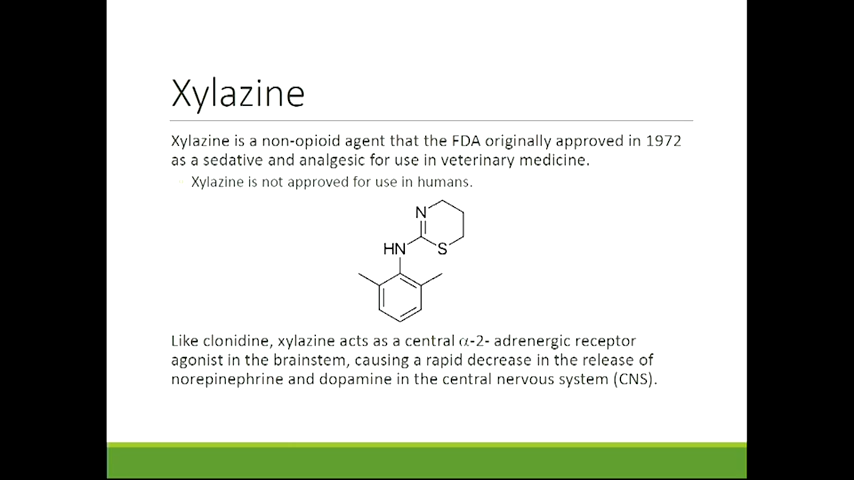 Xylazine
Xylazine is a non-opioid agent that the FDA originally approved in 1972
as a sedative and analgesic for use in veterinary medicine.
Xylazine is not approved for use in humans.
N
HN
S
Like clonidine, xylazine acts as a central α-2- adrenergic receptor
agonist in the brainstem, causing a rapid decrease in the release of
norepinephrine and dopamine in the central nervous system (CNS).